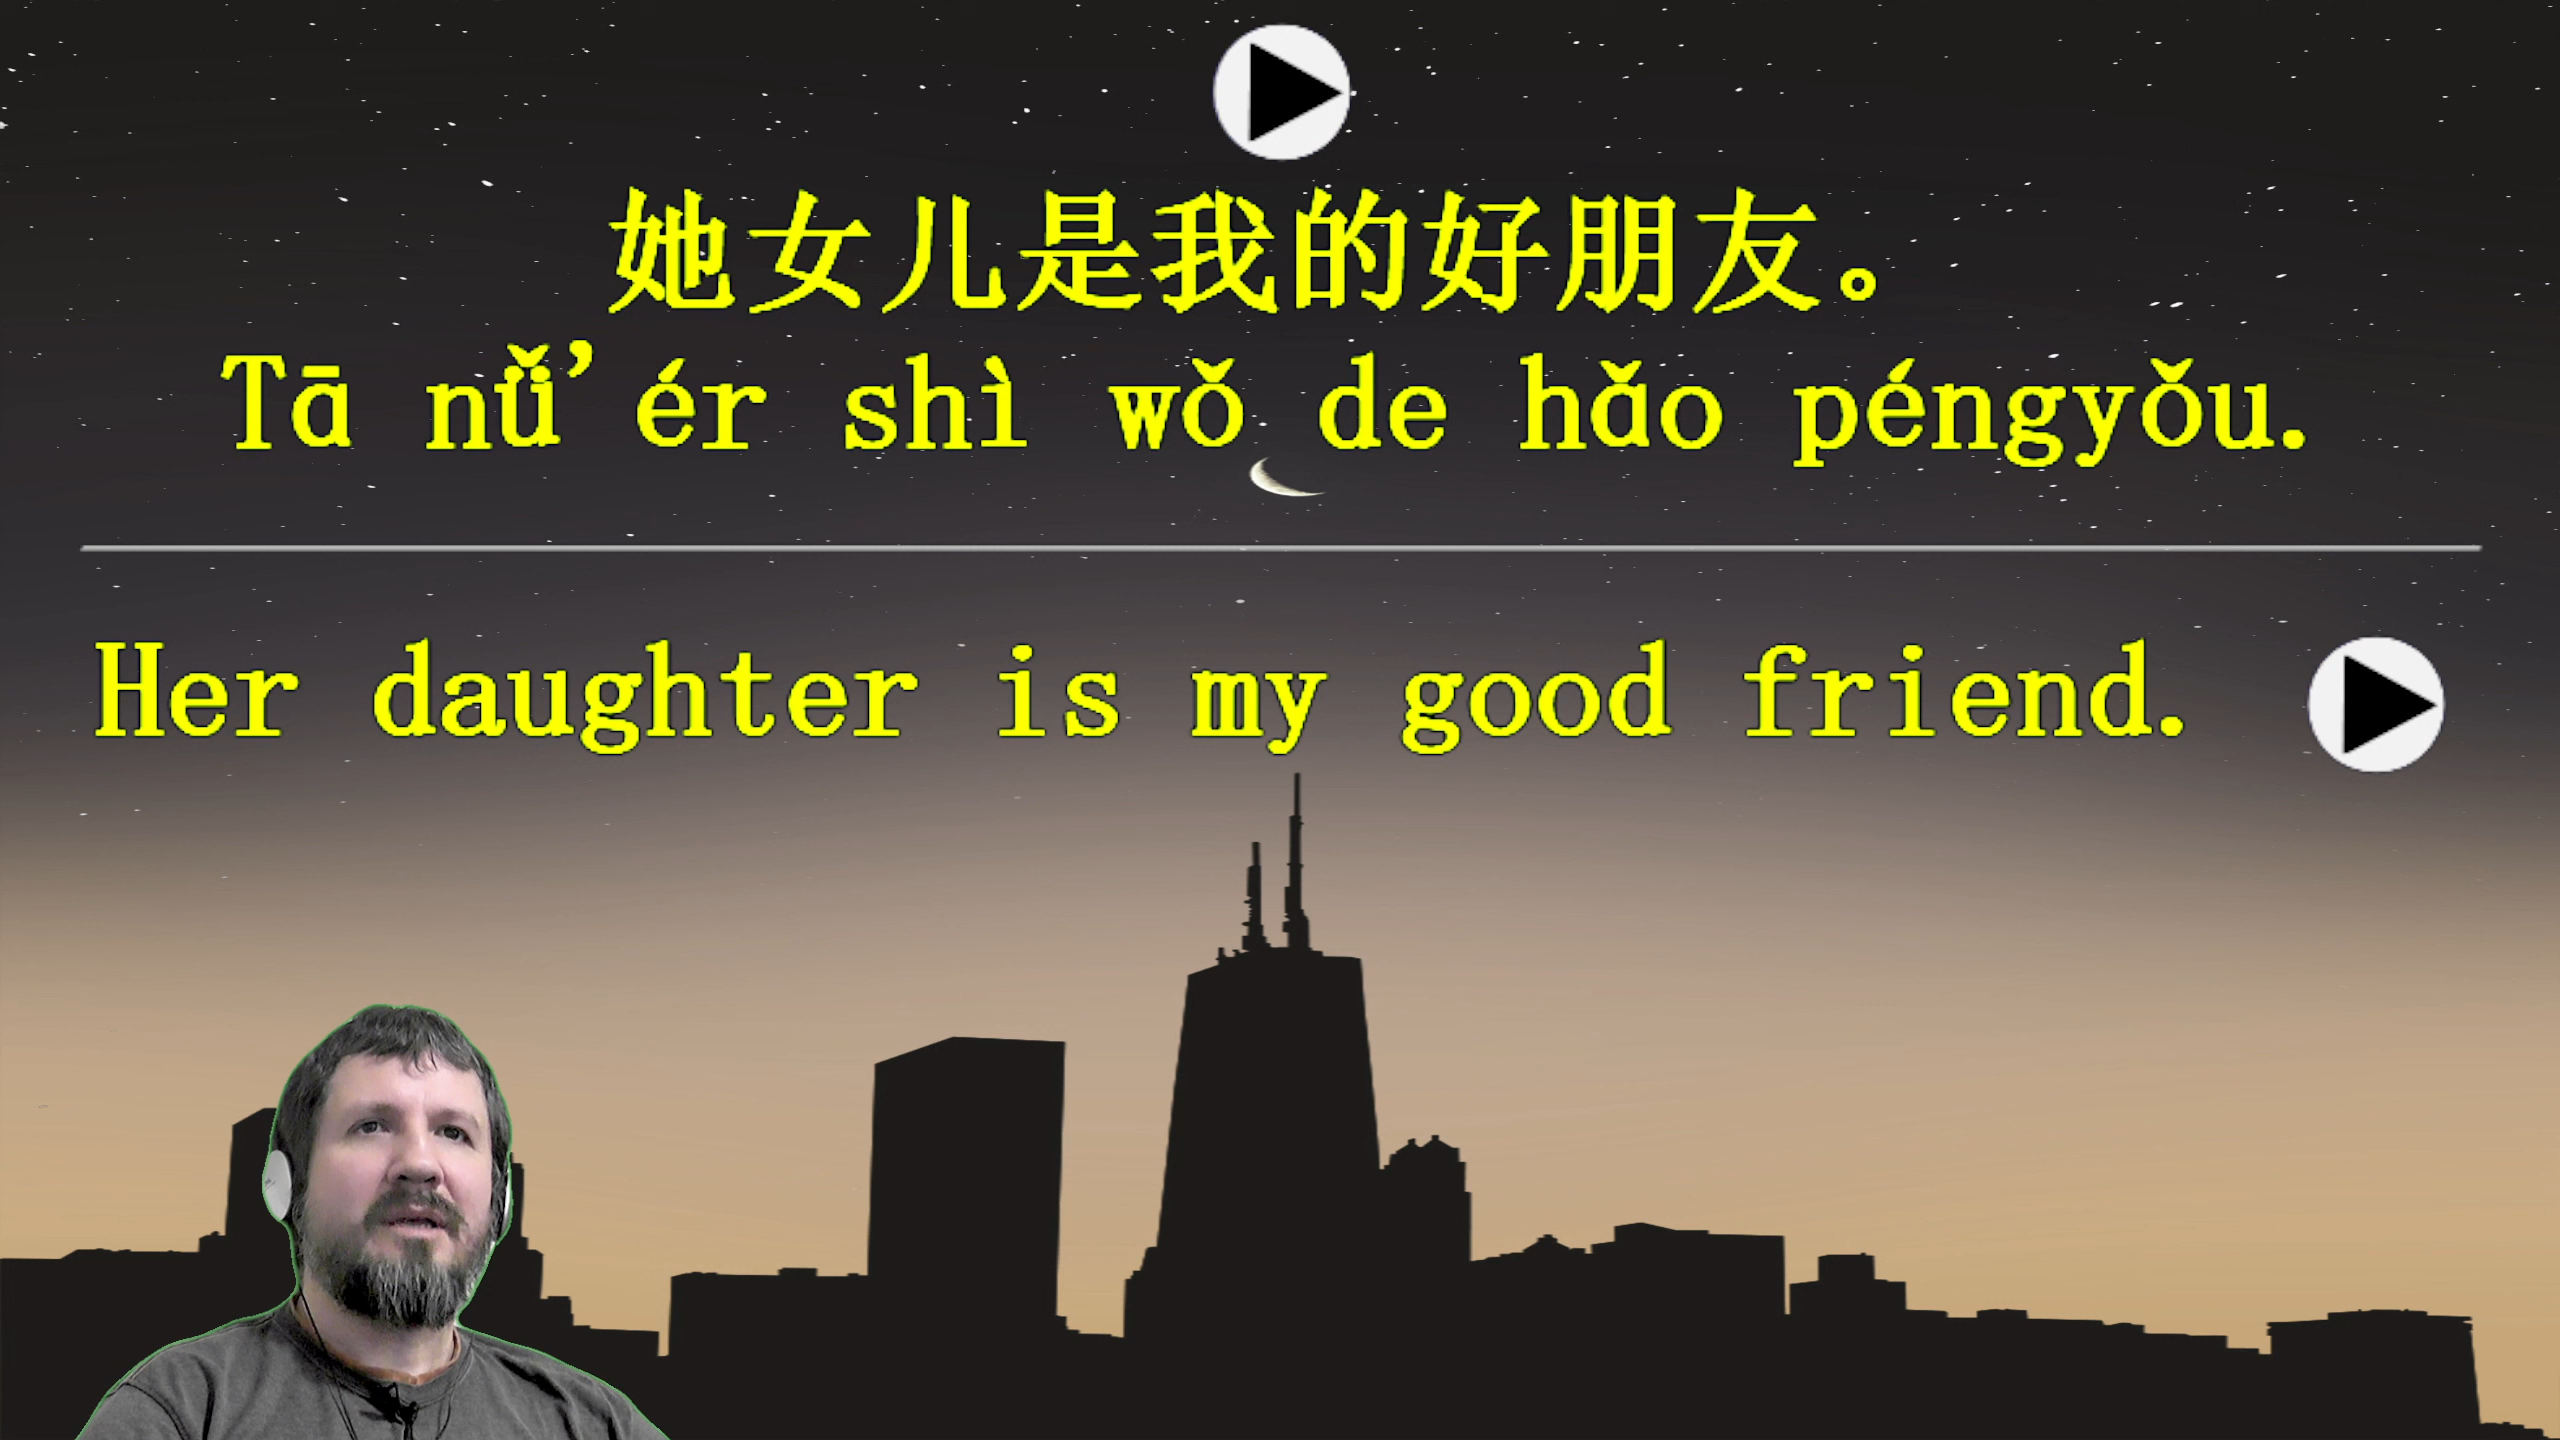 她女儿是我的好朋友。
Tā nǚ’ér shì wǒ de hǎo péngyǒu.
Her daughter is my good friend.